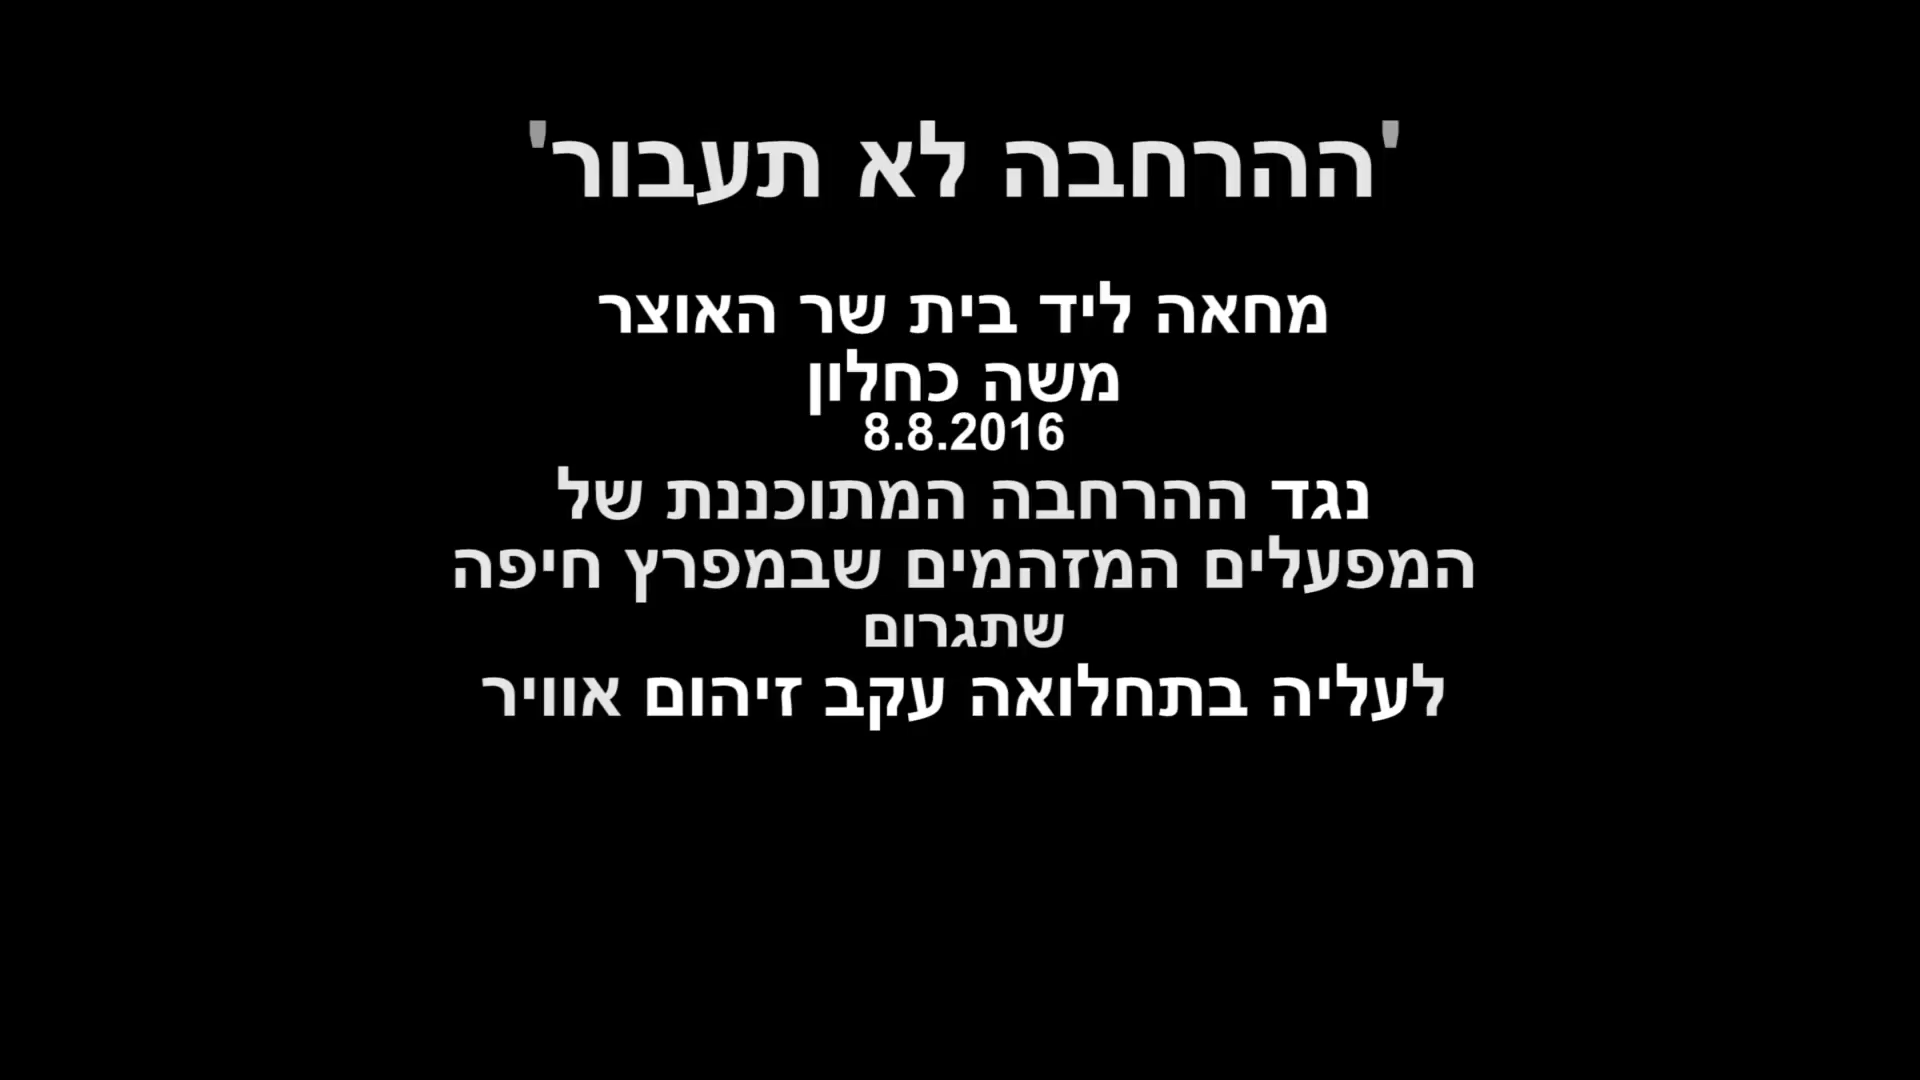 'ההרחבה לא תעבור'
מחאה ליד בית שר האוצר
משה כחלון
8.8.2016
נגד ההרחבה המתוכננת של
המפעלים המזהמים שבמפרץ חיפה
שתגרום
לעליה בתחלואה עקב זיהום אוויר